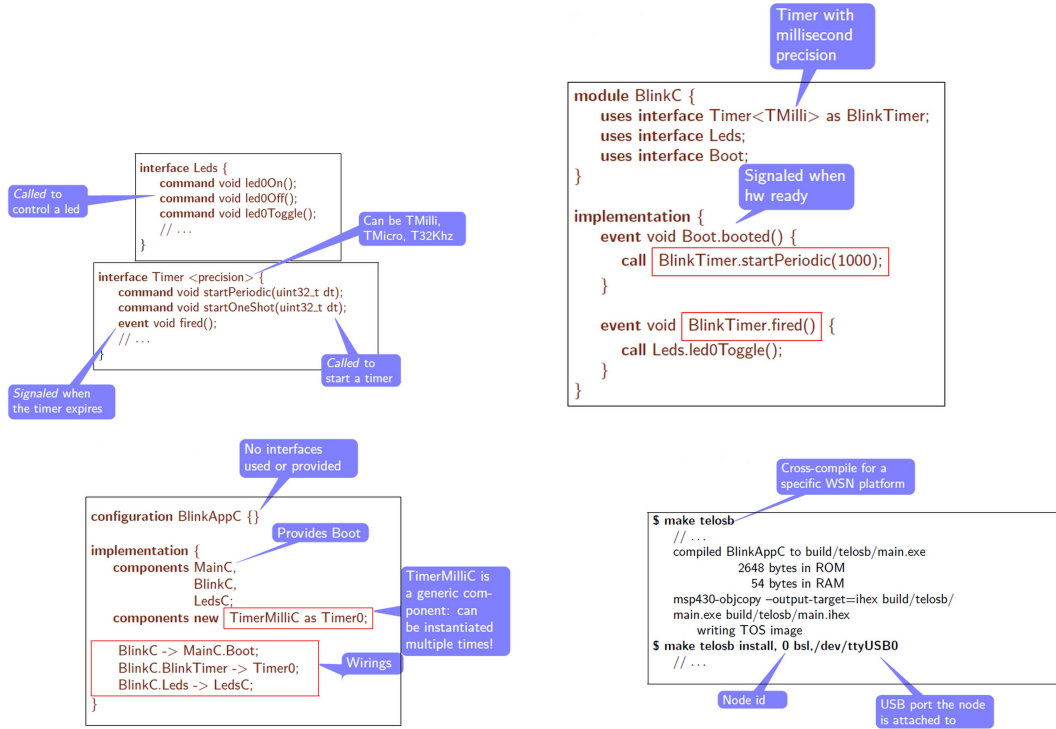 interface Leds {
command void led0On();
command void led0Off();
command void led0Toggle();
// ...
}
Called to
control a led
Can be TMilli,
TMicro, T32Khz
interface Timer <precision> {
command void startPeriodic(uint32_t dt);
command void startOneShot(uint32_t dt);
event void fired();
// ...
}
Called to
start a timer
Signaled when
the timer expires
Timer with
millisecond
precision
module BlinkC {
uses interface Timer<TMilli> as BlinkTimer;
uses interface Leds;
uses interface Boot;
}
Signaled when
hw ready
implementation {
event void Boot.booted() {
call BlinkTimer.startPeriodic(1000);
}
event void BlinkTimer.fired() {
call Leds.led0Toggle();
}
}
No interfaces
used or provided
configuration BlinkAppC {}
Provides Boot
implementation {
components MainC,
BlinkC,
LedsC;
components new TimerMilliC as Timer0;
TimerMilliC is
a generic com-
ponent: can
be instantiated
multiple times!
BlinkC -> MainC.Boot;
BlinkC.BlinkTimer -> Timer0;
BlinkC.Leds -> LedsC;
}
Wirings
Cross-compile for a
specific WSN platform
$ make telosb
// ...
compiled BlinkAppC to build/telosb/main.exe
2648 bytes in ROM
54 bytes in RAM
msp430-objcopy –output-target=ihex build/telosb/
main.exe build/telosb/main.ihex
writing TOS image
$ make telosb install, 0 bsl,/dev/ttyUSB0
// ...
Node id
USB port the node
is attached to